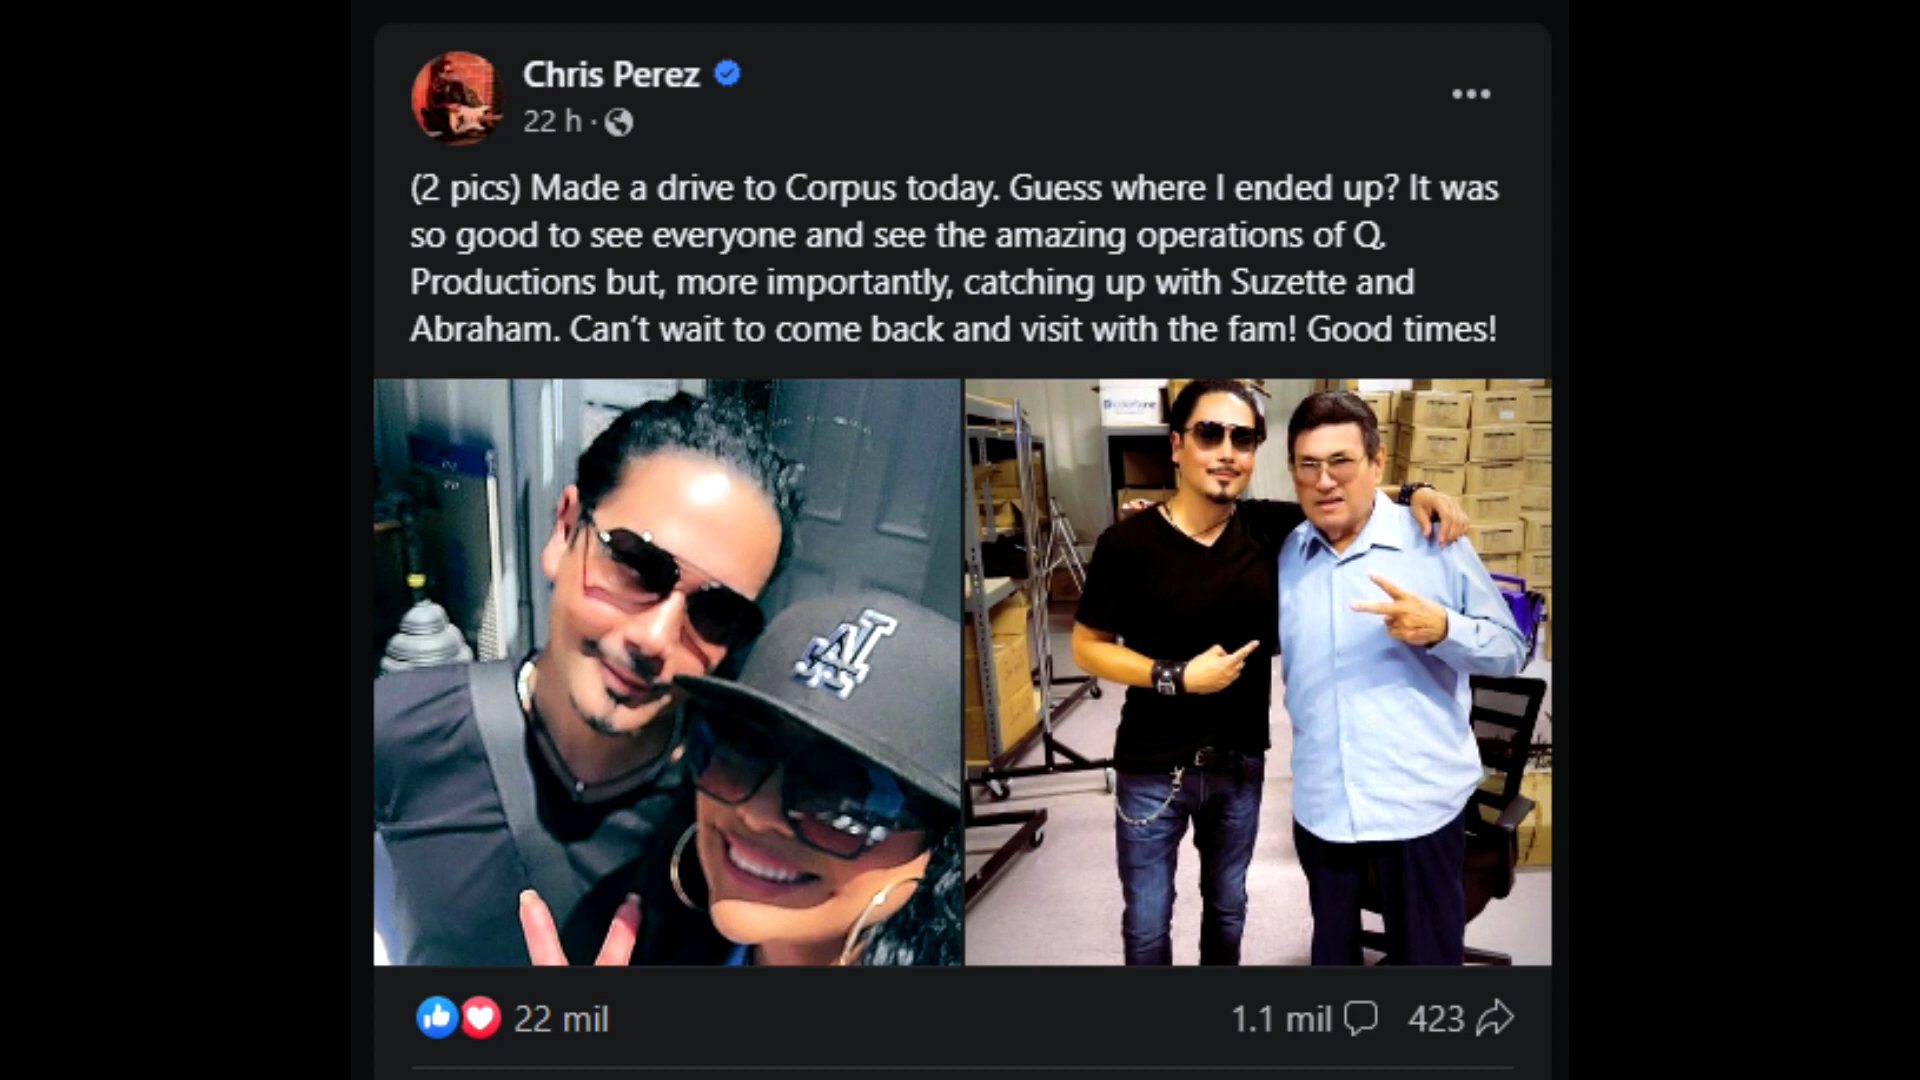 Chris Perez
22 h ·
(2 pics) Made a drive to Corpus today. Guess where I ended up? It was
so good to see everyone and see the amazing operations of Q.
Productions but, more importantly, catching up with Suzette and
Abraham. Can’t wait to come back and visit with the fam! Good times!
LA
22 mil
1.1 mil
423